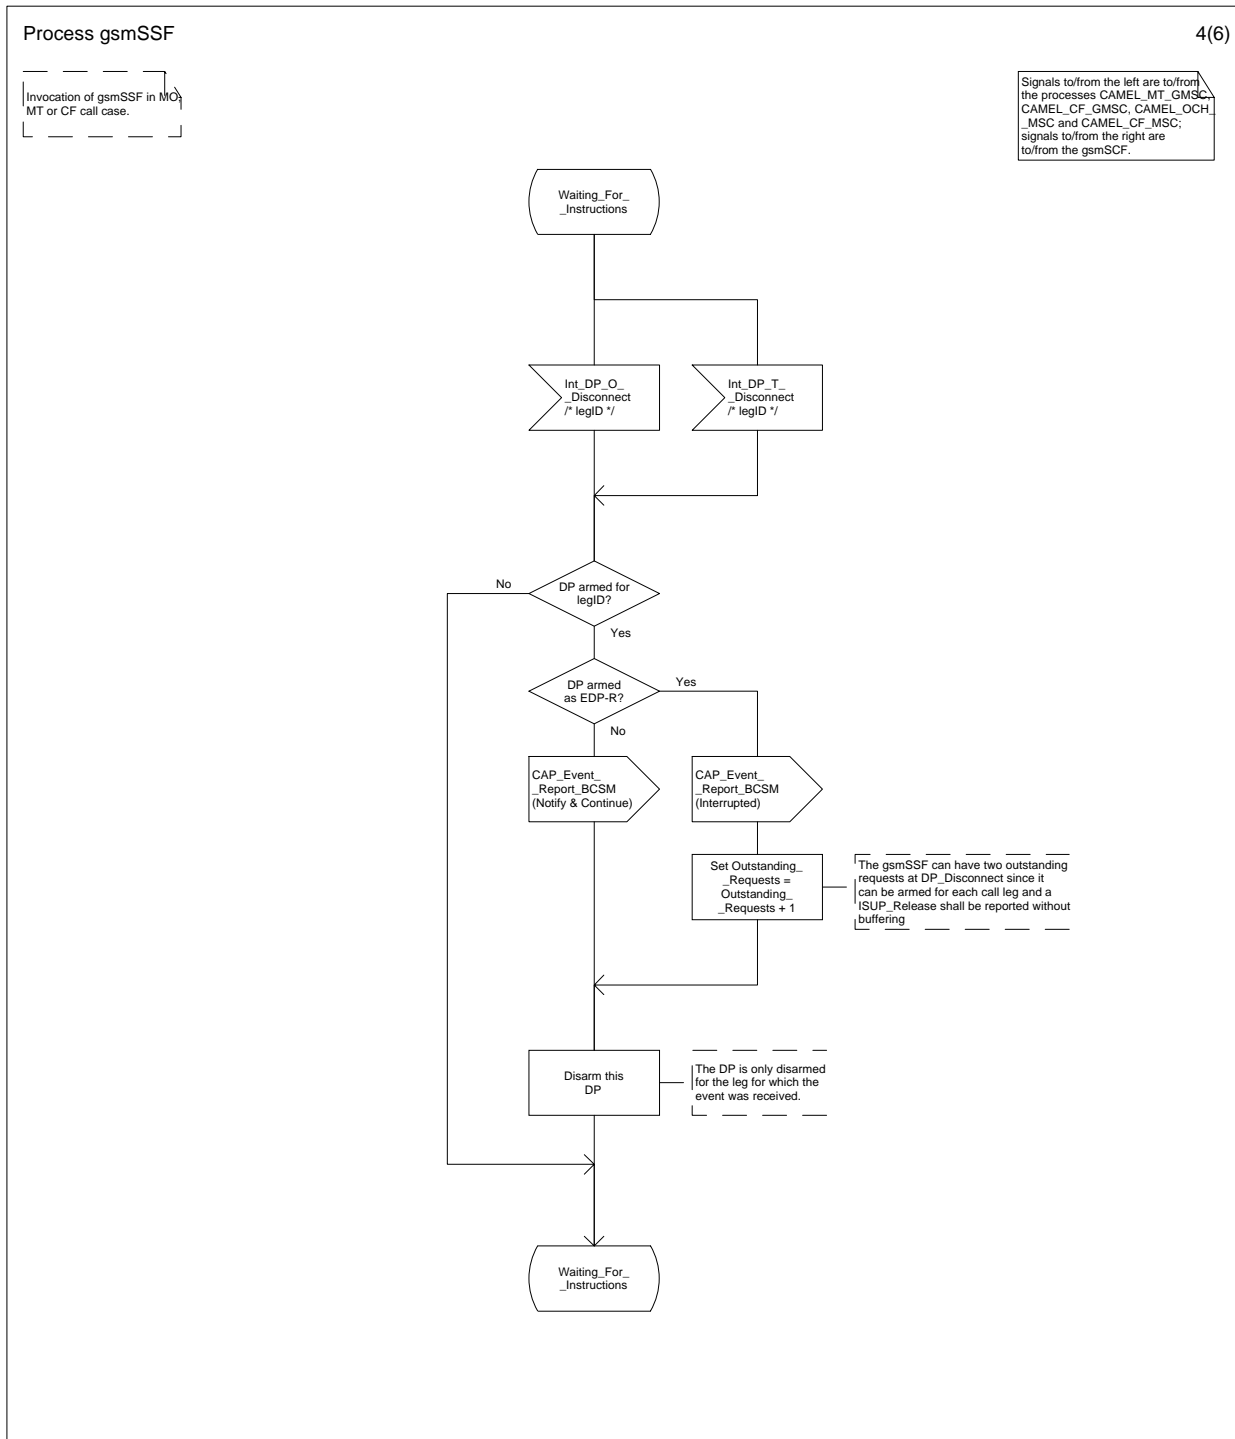 Process gsmSSF
4(6)
Invocation of gsmSSF in MO,
MT or CF call case.
Signals to/from the left are to/from
the processes CAMEL_MT_GMSC,
CAMEL_CF_GMSC, CAMEL_OCH_
_MSC and CAMEL_CF_MSC;
signals to/from the right are
to/from the gsmSCF.
Waiting_For_
_Instructions
Int_DP_O_
_Disconnect
/* legID */
Int_DP_T_
_Disconnect
/* legID */
DP armed for
legID?
No
Yes
DP armed
as EDP-R?
Yes
No
CAP_Event_
_Report_BCSM
(Notify & Continue)
CAP_Event_
_Report_BCSM
(Interrupted)
Set Outstanding_
_Requests =
Outstanding_
_Requests + 1
The gsmSSF can have two outstanding
requests at DP_Disconnect since it
can be armed for each call leg and a
ISUP_Release shall be reported without
buffering
Disarm this
DP
The DP is only disarmed
for the leg for which the
event was received.
Waiting_For_
_Instructions